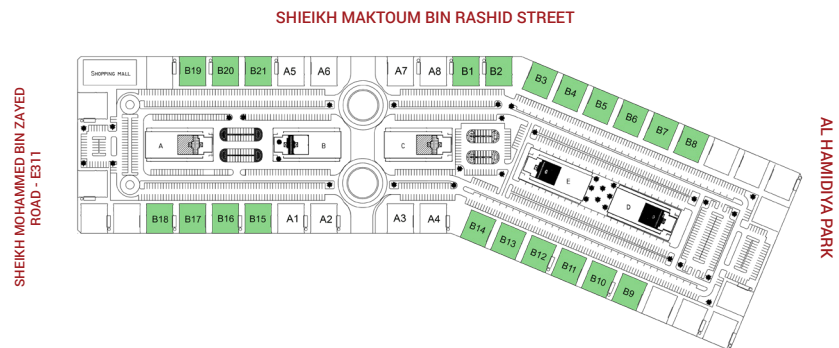 SHIEIKH MAKTOUM BIN RASHID STREET
SHOPPING MALL
B19 B20 B21 A5 A6 A7 A8 B1 B2
B3 B4 B5 B6 B7 B8
SHEIKH MOHAMMED BIN ZAYED
ROAD - E311
A B C
E D
AL HAMIDIYA PARK
B18 B17 B16 B15 A1 A2 A3 A4
B14 B13 B12 B11 B10 B9